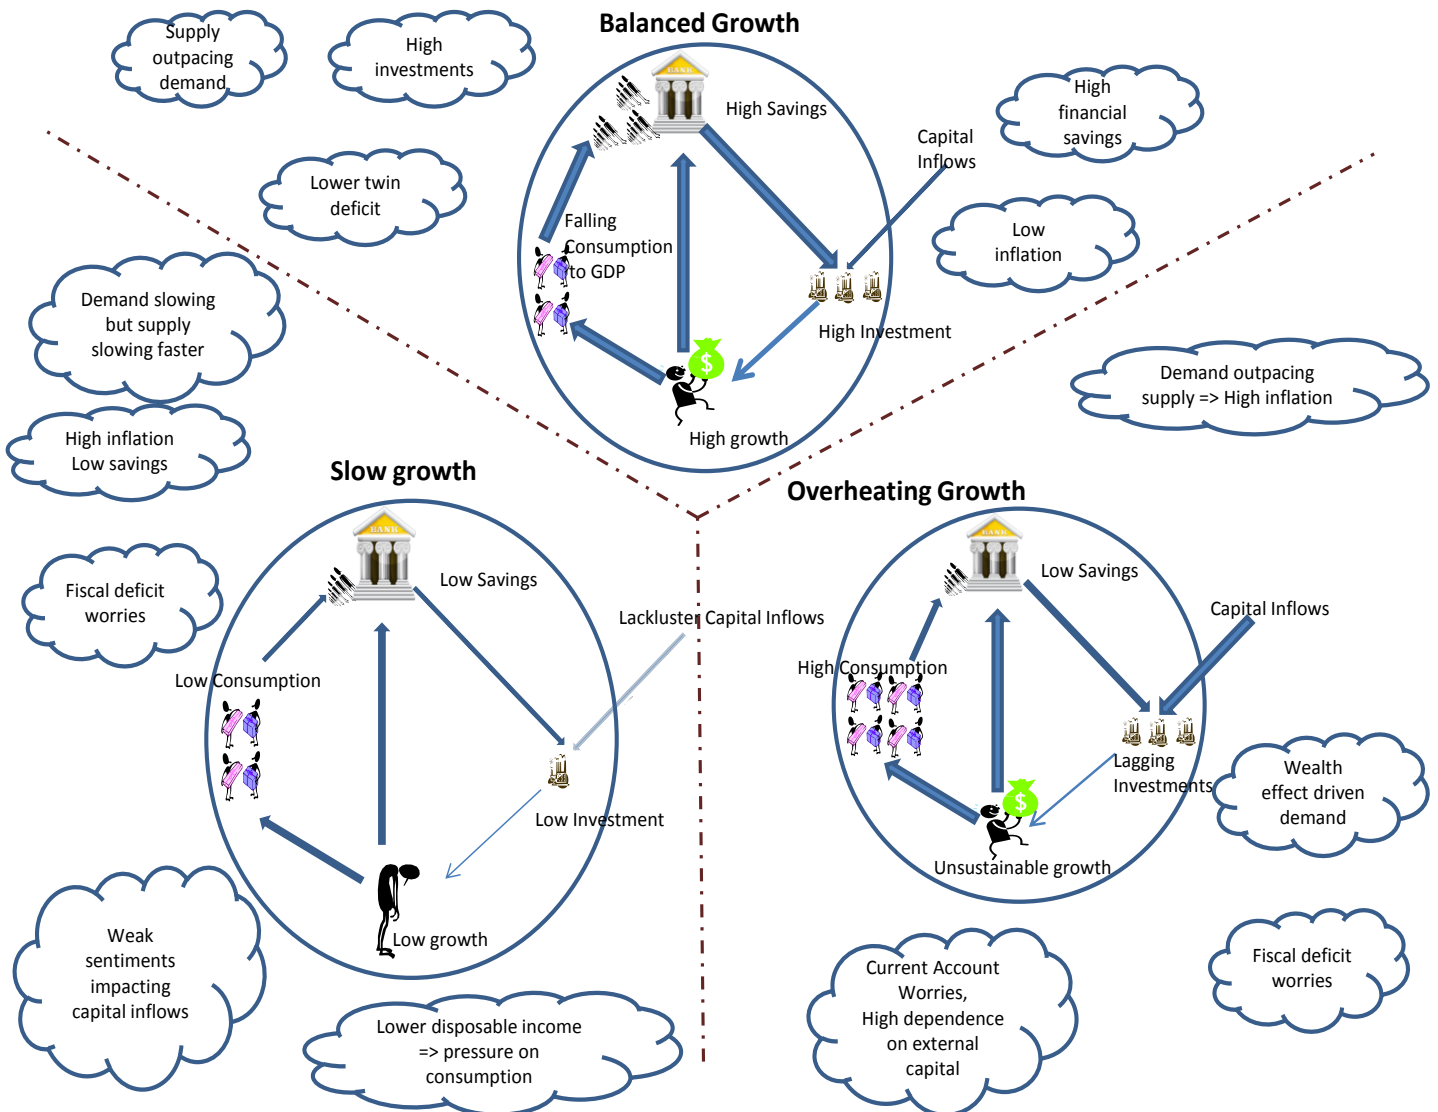 Balanced Growth
Supply
outpacing
demand
High
investments
BANK
High Savings
High
financial
savings
Capital
Inflows
Lower twin
deficit
Falling
Consumption
to GDP
Low
inflation
High Investment
$
High growth
Demand slowing
but supply
slowing faster
High inflation
Low savings
Demand outpacing
supply => High inflation
Slow growth
BANK
Low Savings
Fiscal deficit
worries
Lackluster Capital Inflows
Low Consumption
Low Investment
Low growth
Weak
sentiments
impacting
capital inflows
Lower disposable income
=> pressure on
consumption
Overheating Growth
BANK
Low Savings
Capital Inflows
High Consumption
Lagging
Investments
$
Unsustainable growth
Wealth
effect driven
demand
Current Account
Worries,
High dependence
on external
capital
Fiscal deficit
worries